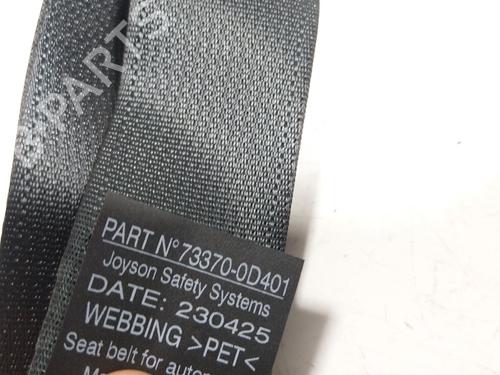 B-PARTS
PART N° 73370-0D401
Joyson Safety Systems
DATE: 230425
WEBBING >PET<
Seat belt for